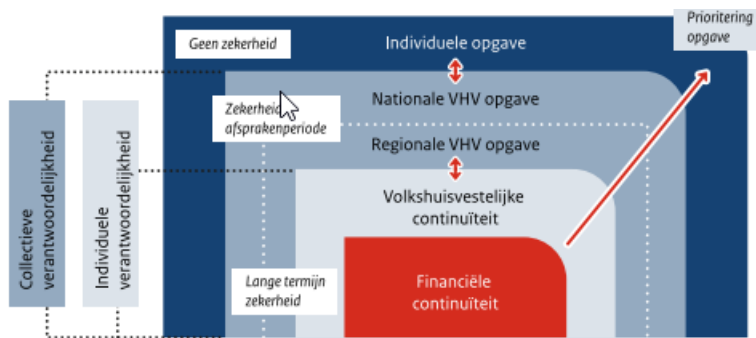 Prioritering
opgave
Geen zekerheid
Individuele opgave
Nationale VHV opgave
Zekerheid
afsprakenperiode
Regionale VHV opgave
Volkshuisvestelijke
continuïteit
Lange termijn
zekerheid
Financiële
continuïteit
Collectieve
verantwoordelijkheid
Individuele
verantwoordelijkheid